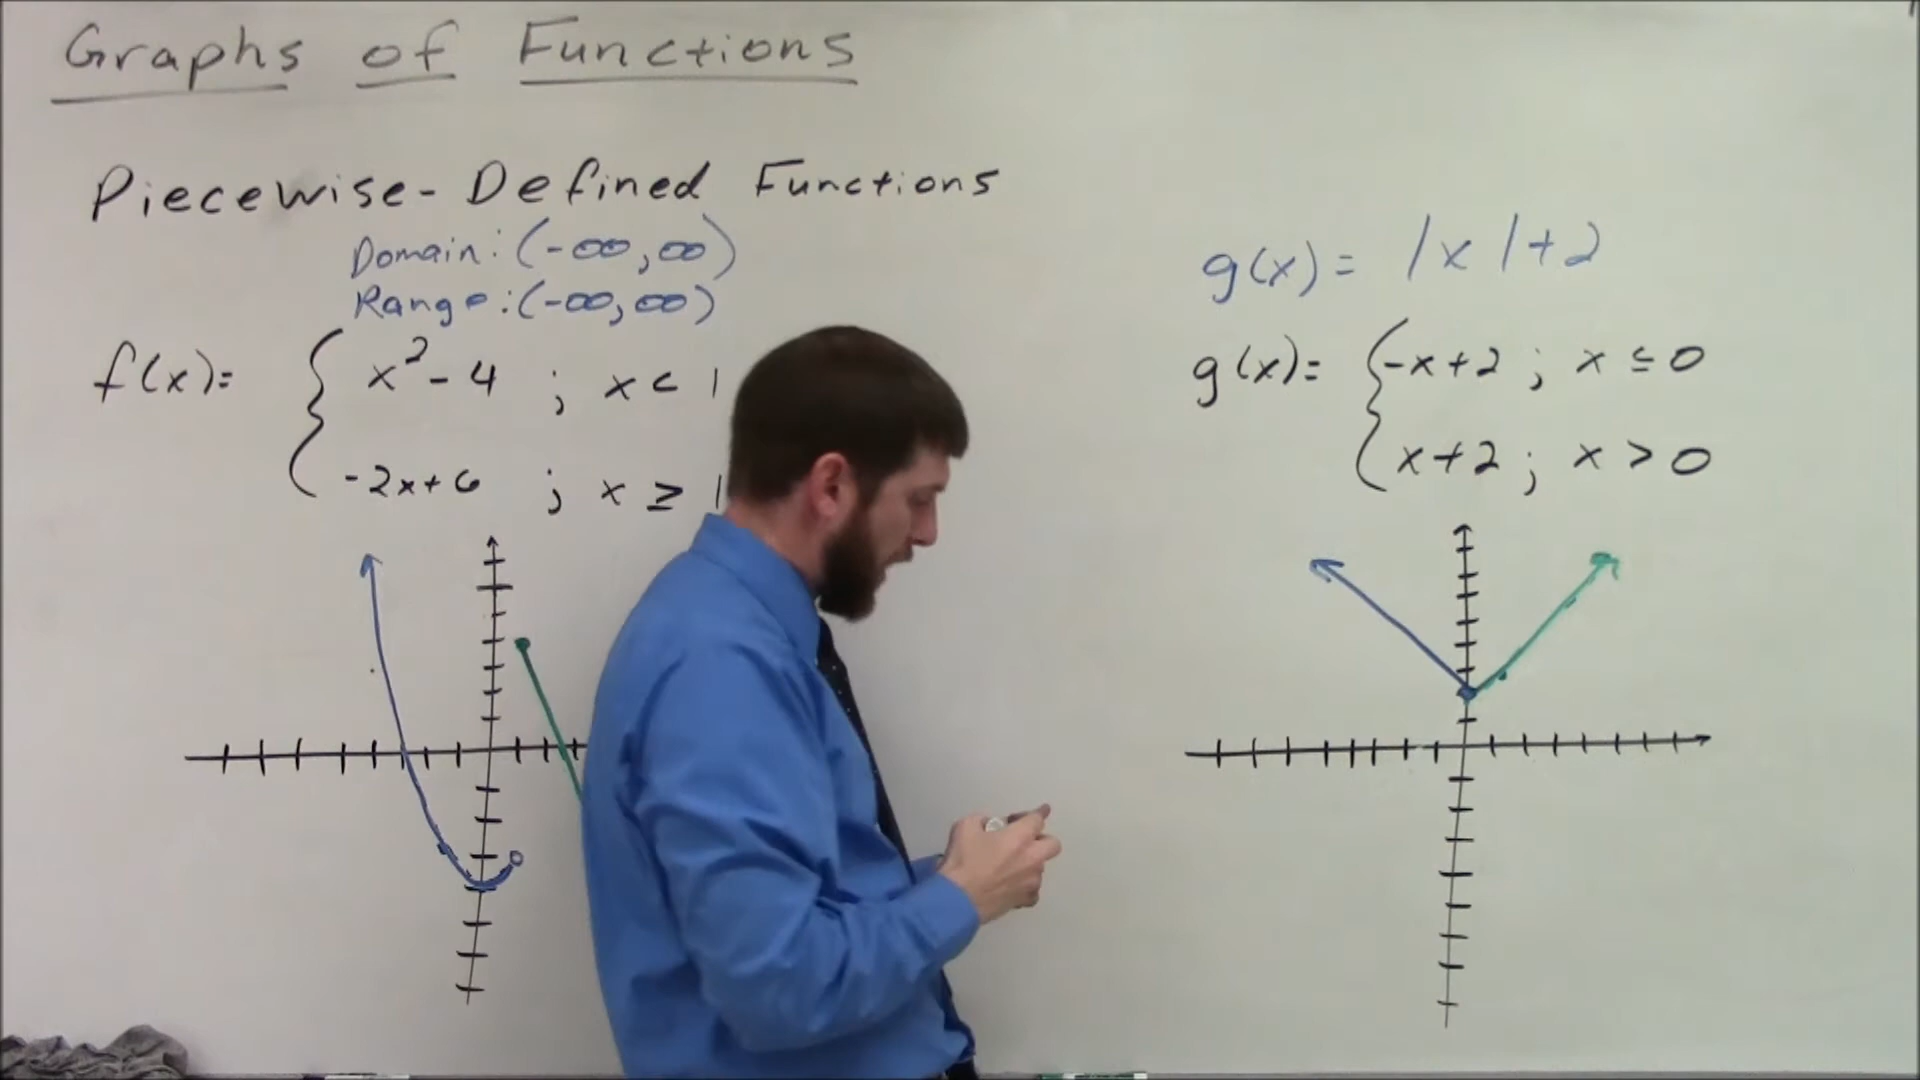 Graphs of Functions
Piecewise-Defined Functions
Domain: (-∞,∞)
Range: (-∞,∞)
f(x)= { x²-4 ; x < 1
-2x+6 ; x ≥ 1
g(x)= |x|+2
g(x)= { -x+2 ; x ≤ 0
x+2 ; x > 0